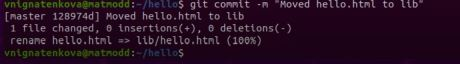 vnignatenkova@matmodd:~/hello$ git commit -m "Moved hello.html to lib"
[master 128974d] Moved hello.html to lib
1 file changed, 0 insertions(+), 0 deletions(-)
rename hello.html => lib/hello.html (100%)
vnignatenkova@matmodd:~/hello$